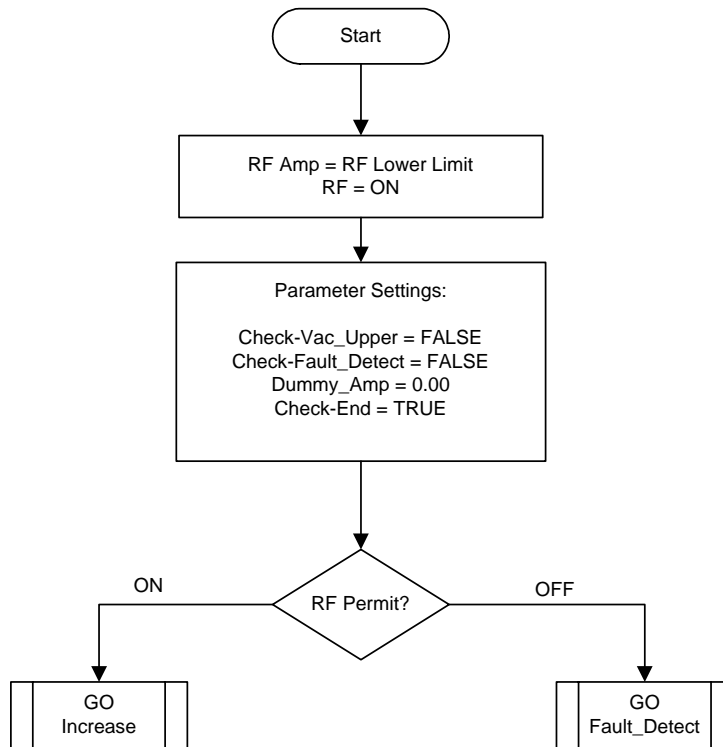 Start
RF Amp = RF Lower Limit
RF = ON
Parameter Settings:
Check-Vac_Upper = FALSE
Check-Fault_Detect = FALSE
Dummy_Amp = 0.00
Check-End = TRUE
RF Permit?
ON
OFF
GO
Increase
GO
Fault_Detect